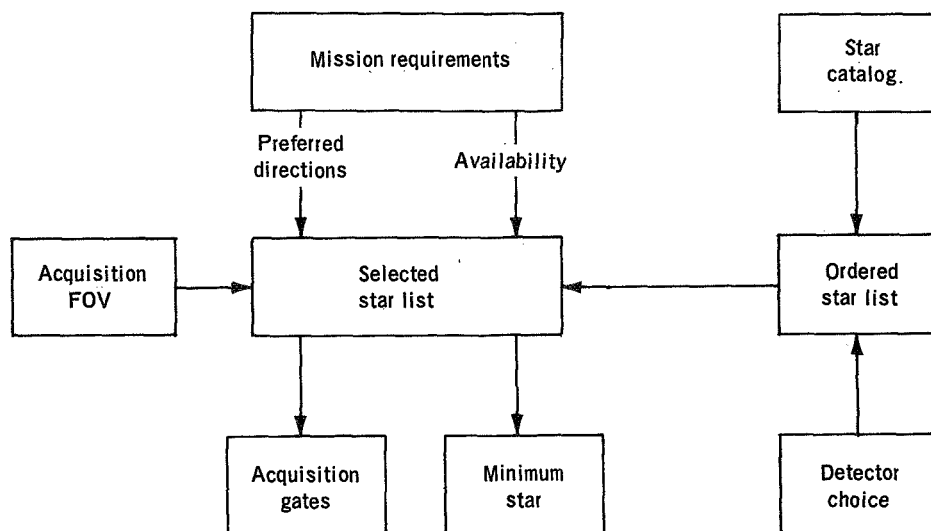 Mission requirements
Star
catalog.
Preferred
directions
Availability
Acquisition
FOV
Selected
star list
Ordered
star list
Acquisition
gates
Minimum
star
Detector
choice